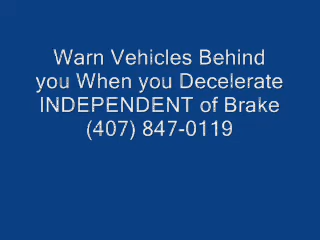 Warn Vehicles Behind
you When you Decelerate
INDEPENDENT of Brake
(407) 847-0119